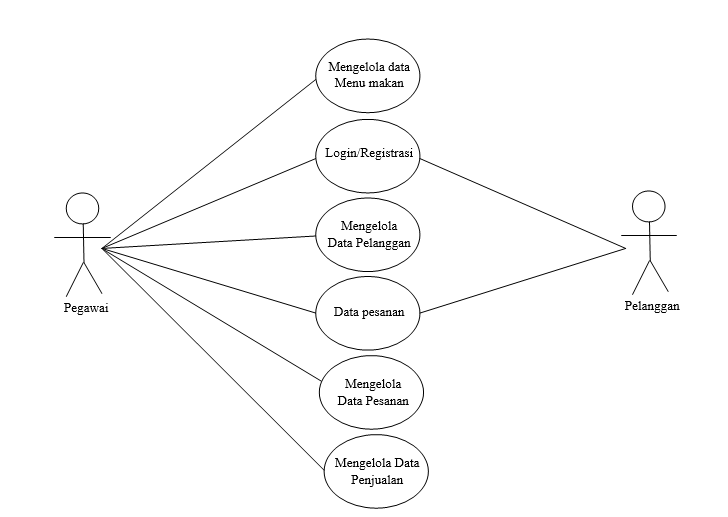 Mengelola data
Menu makan
Login/Registrasi
Mengelola
Data Pelanggan
Data pesanan
Mengelola
Data Pesanan
Mengelola Data
Penjualan
Pegawai
Pelanggan